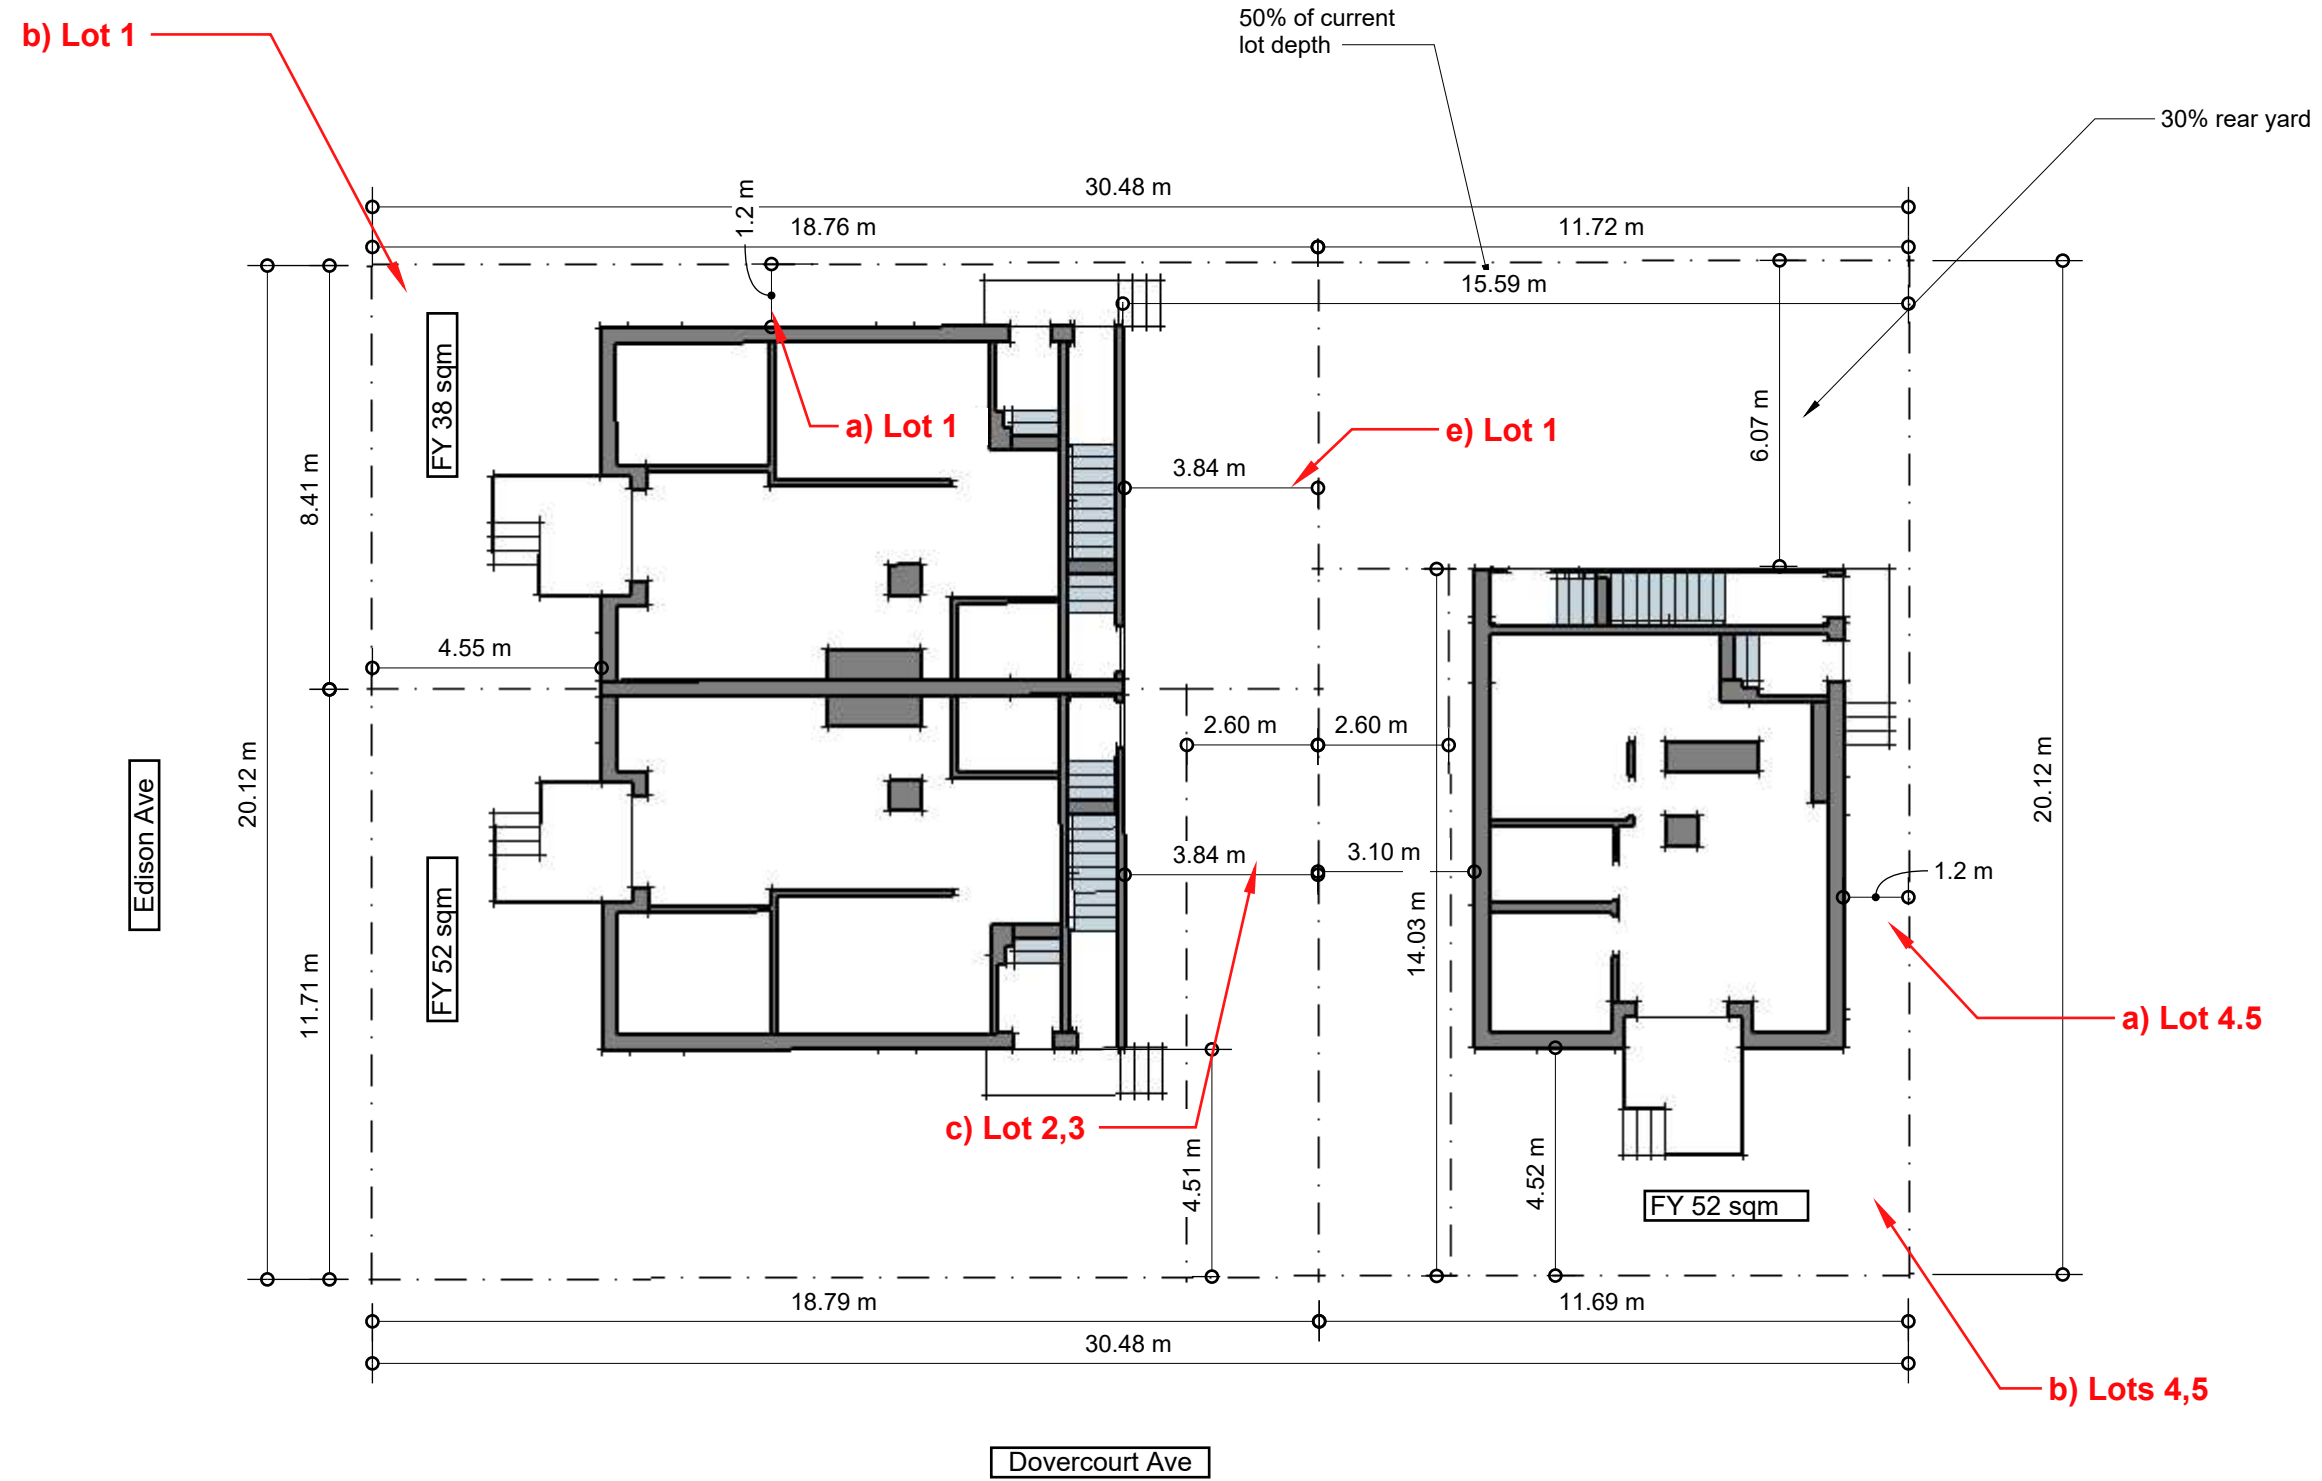 50% of current
lot depth
b) Lot 1
30% rear yard
30.48 m
1.2 m
18.76 m
11.72 m
15.59 m
FY 38 sqm
a) Lot 1
e) Lot 1
6.07 m
3.84 m
8.41 m
4.55 m
2.60 m
2.60 m
20.12 m
20.12 m
Edison Ave
3.84 m
3.10 m
1.2 m
FY 52 sqm
14.03 m
11.71 m
a) Lot 4.5
c) Lot 2,3
4.51 m
4.52 m
FY 52 sqm
18.79 m
11.69 m
30.48 m
b) Lots 4,5
Dovercourt Ave